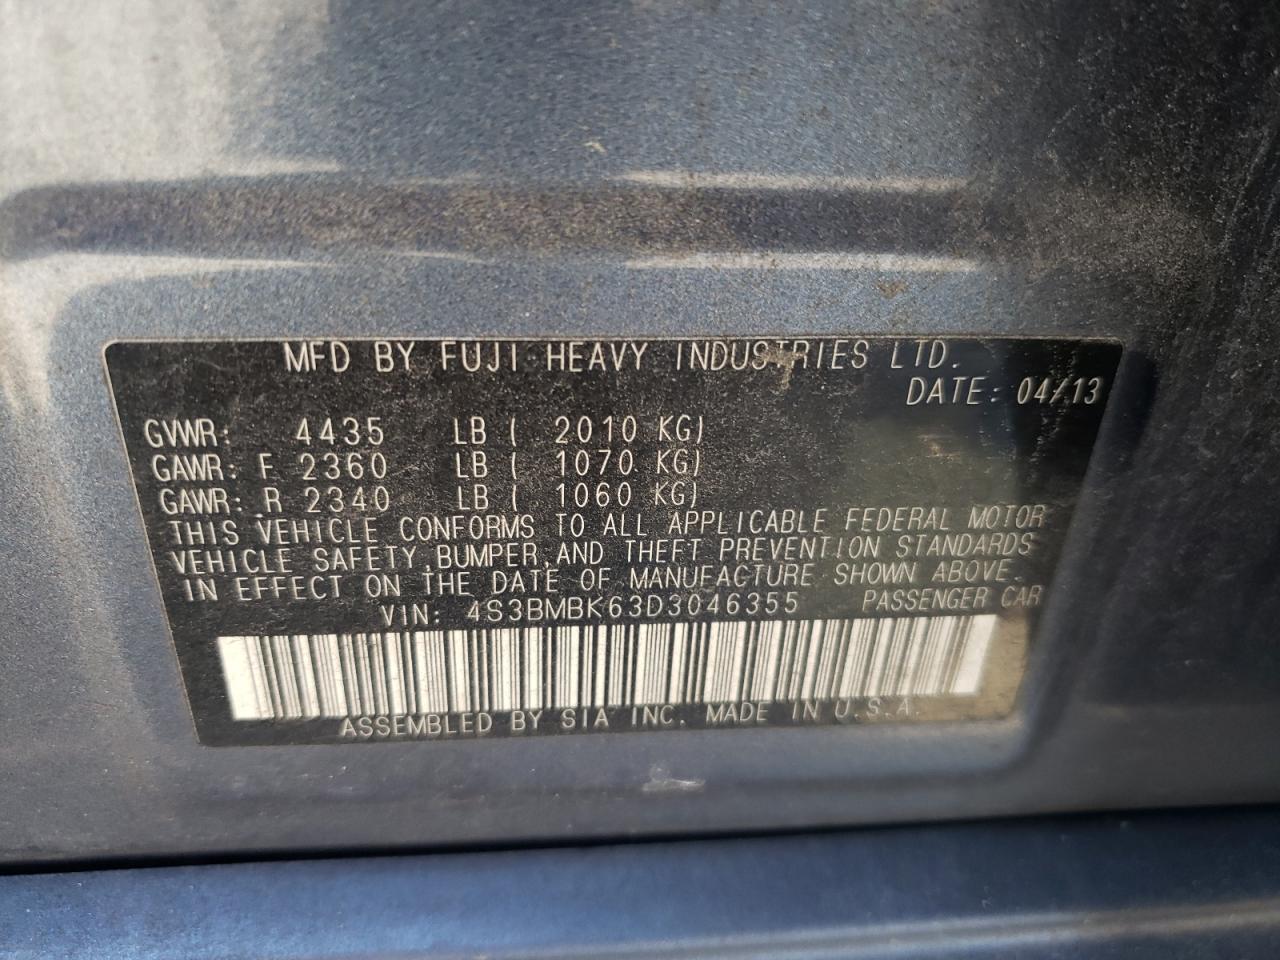 MFD BY FUJI HEAVY INDUSTRIES LTD.
DATE: 04/13
GVWR: 4435 LB ( 2010 KG)
GAWR: F 2360 LB ( 1070 KG)
GAWR: R 2340 LB ( 1060 KG)
THIS VEHICLE CONFORMS TO ALL APPLICABLE FEDERAL MOTOR
VEHICLE SAFETY,BUMPER,AND THEFT PREVENTION STANDARDS
IN EFFECT ON THE DATE OF MANUFACTURE SHOWN ABOVE.
VIN: 4S3BMBK63D3046355 PASSENGER CAR
ASSEMBLED BY SIA INC. MADE IN U.S.A.